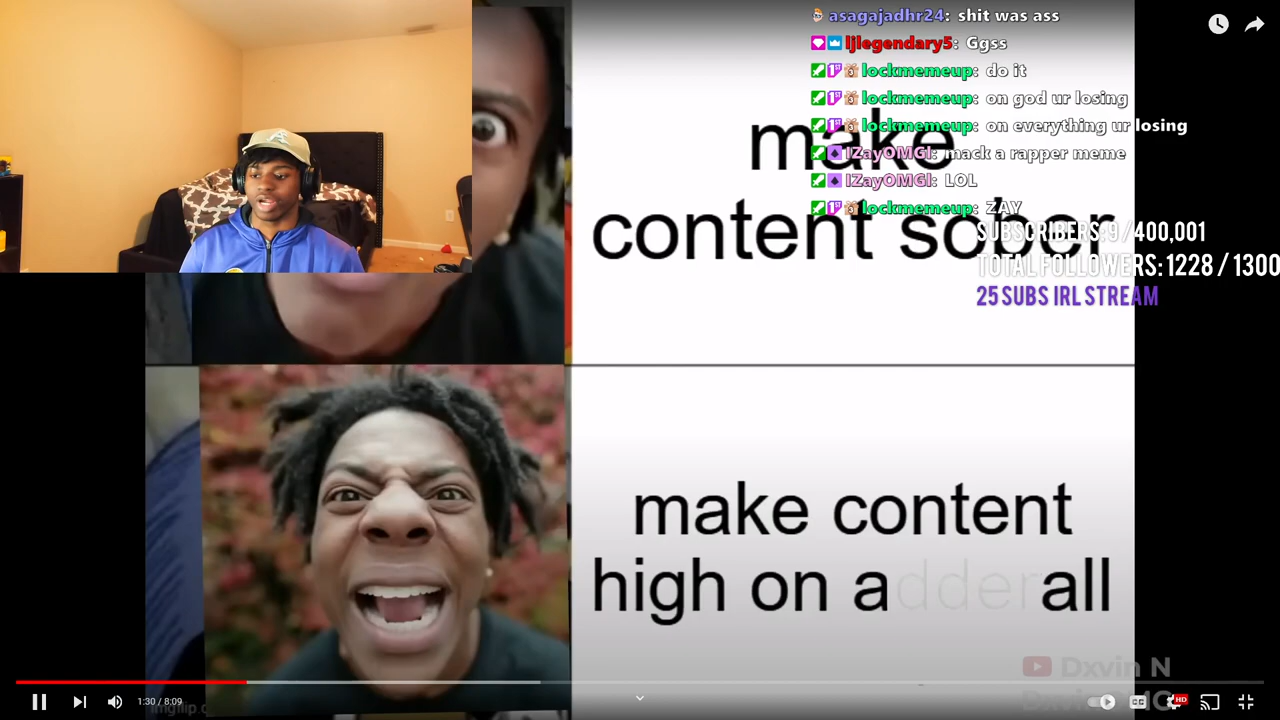 asagajadhr24: shit was ass
ljlegendary5: Ggss
lockmemeup: do it
lockmemeup: on god ur losing
lockmemeup: on everything ur losing
IZayOMGI: mack a rapper meme
IZayOMGI: LOL
lockmemeup: ZAY
SUBSCRIBERS: 9 / 400,001
TOTAL FOLLOWERS: 1228 / 1300
25 SUBS IRL STREAM
make
content sober
make content
high on adderall
Dxvin N
1:30 / 8:09
HD